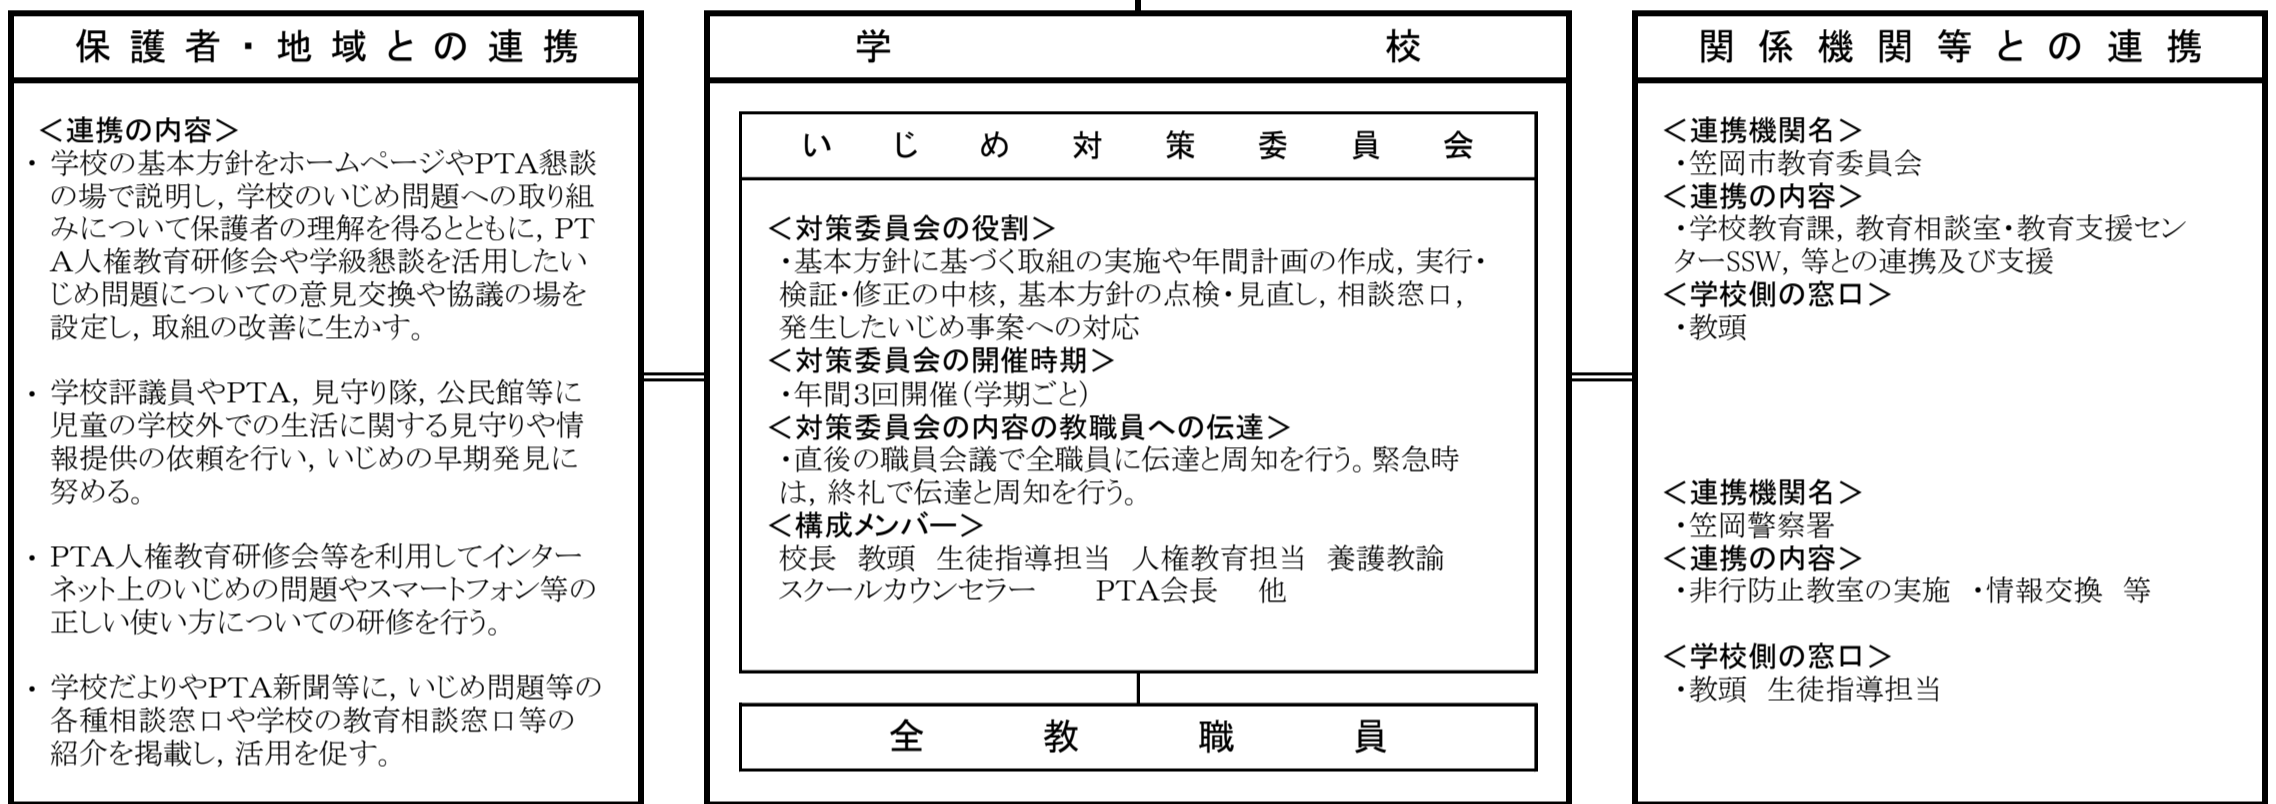 保護者・地域との連携
＜連携の内容＞
・学校の基本方針をホームページやPTA懇談
の場で説明し，学校のいじめ問題への取り組
みについて保護者の理解を得るとともに，PT
A人権教育研修会や学級懇談を活用したい
じめ問題についての意見交換や協議の場を
設定し，取組の改善に生かす。
・学校評議員やPTA，見守り隊，公民館等に
児童の学校外での生活に関する見守りや情
報提供の依頼を行い，いじめの早期発見に
努める。
・PTA人権教育研修会等を利用してインター
ネット上のいじめの問題やスマートフォン等の
正しい使い方についての研修を行う。
・学校だよりやPTA新聞等に，いじめ問題等の
各種相談窓口や学校の教育相談窓口等の
紹介を掲載し，活用を促す。
学校
いじめ対策委員会
＜対策委員会の役割＞
・基本方針に基づく取組の実施や年間計画の作成，実行・
検証・修正の中核，基本方針の点検・見直し，相談窓口，
発生したいじめ事案への対応
＜対策委員会の開催時期＞
・年間3回開催（学期ごと）
＜対策委員会の内容の教職員への伝達＞
・直後の職員会議で全職員に伝達と周知を行う。緊急時
は，終礼で伝達と周知を行う。
＜構成メンバー＞
校長　教頭　生徒指導担当　人権教育担当　養護教諭
スクールカウンセラー　　PTA会長　他
全教職員
関係機関等との連携
＜連携機関名＞
・笠岡市教育委員会
＜連携の内容＞
・学校教育課，教育相談室・教育支援セン
ターSSW，等との連携及び支援
＜学校側の窓口＞
・教頭
＜連携機関名＞
・笠岡警察署
＜連携の内容＞
・非行防止教室の実施　・情報交換　等
＜学校側の窓口＞
・教頭　生徒指導担当